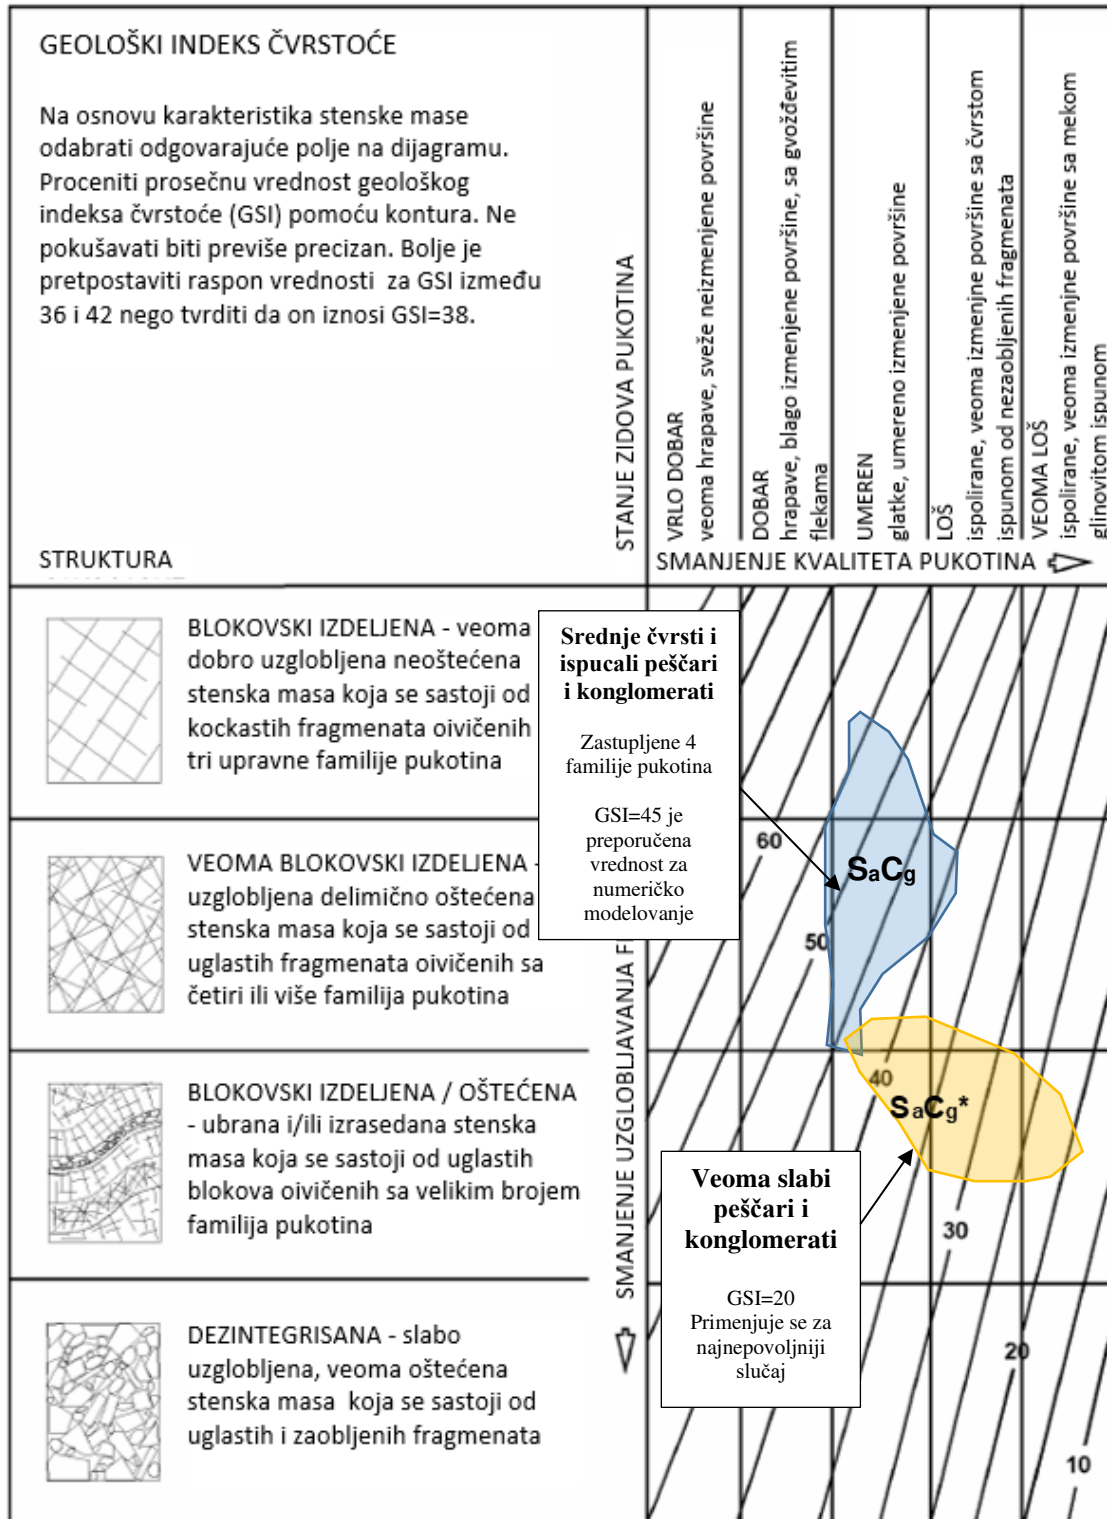 GEOLOŠKI INDEKS ČVRSTOĆE
Na osnovu karakteristika stenske mase
odabrati odgovarajuće polje na dijagramu.
Proceniti prosečnu vrednost geološkog
indeksa čvrstoće (GSI) pomoću kontura. Ne
pokušavati biti previše precizan. Bolje je
pretpostaviti raspon vrednosti za GSI između
36 i 42 nego tvrditi da on iznosi GSI=38.
STRUKTURA
STANJE ZIDOVA PUKOTINA
VRLO DOBAR
veoma hrapave, sveže neizmenjene površine
DOBAR
hrapave, blago izmenjene površine, sa gvožđevitim
flekama
UMEREN
glatke, umereno izmenjene površine
LOŠ
ispolirane, veoma izmenjne površine sa čvrstom
ispunom od nezaobljenih fragmenata
VEOMA LOŠ
ispolirane, veoma izmenjne površine sa mekom
glinovitom ispunom
SMANJENJE KVALITETA PUKOTINA
BLOKOVSKI IZDELJENA - veoma
dobro uzglobljena neoštećena
stenska masa koja se sastoji od
kockastih fragmenata oivičenih
tri upravne familije pukotina
VEOMA BLOKOVSKI IZDELJENA -
uzglobljena delimično oštećena
stenska masa koja se sastoji od
uglastih fragmenata oivičenih sa
četiri ili više familija pukotina
BLOKOVSKI IZDELJENA / OŠTEĆENA
- ubrana i/ili izrasedana stenska
masa koja se sastoji od uglastih
blokova oivičenih sa velikim brojem
familija pukotina
DEZINTEGRISANA - slabo
uzglobljena, veoma oštećena
stenska masa koja se sastoji od
uglastih i zaobljenih fragmenata
SMANJENJE UZGLOBLJAVANJA F
Srednje čvrsti i
ispucali peščari
i konglomerati
Zastupljene 4
familije pukotina
GSI=45 je
preporučena
vrednost za
numeričko
modelovanje
60
SaCg
50
40
SaCg*
Veoma slabi
peščari i
konglomerati
GSI=20
Primenjuje se za
najnepovoljniji
slučaj
30
20
10